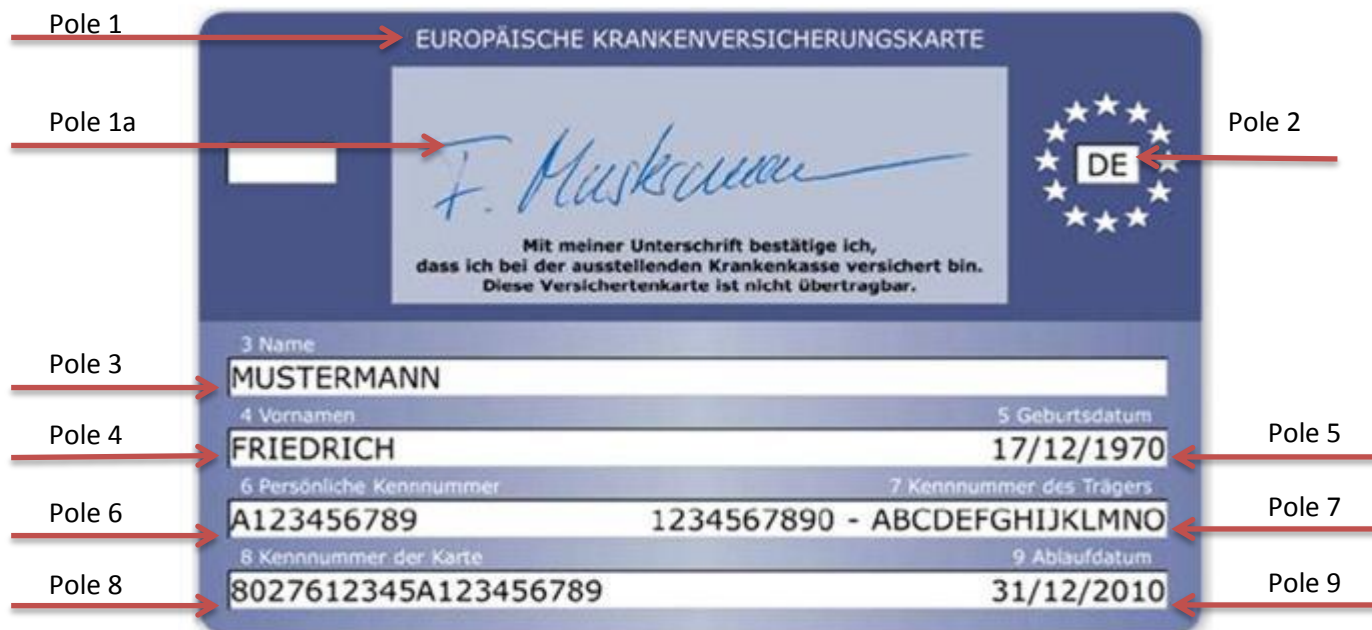 Pole 1
EUROPÄISCHE KRANKENVERSICHERUNGSKARTE
Pole 1a
F. Mustermann
Pole 2
DE
Mit meiner Unterschrift bestätige ich,
dass ich bei der ausstellenden Krankenkasse versichert bin.
Diese Versichertenkarte ist nicht übertragbar.
3 Name
Pole 3
MUSTERMANN
4 Vornamen 5 Geburtsdatum
Pole 4
FRIEDRICH 17/12/1970
Pole 5
6 Persönliche Kennnummer 7 Kennnummer des Trägers
Pole 6
A123456789 1234567890 - ABCDEFGHIJKLMNO
Pole 7
8 Kennnummer der Karte 9 Ablaufdatum
Pole 8
8027612345A123456789 31/12/2010
Pole 9